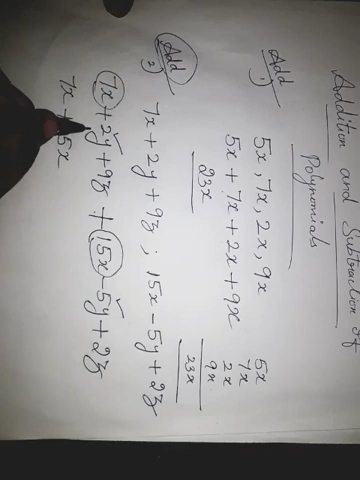 Addition and Subtraction of
Polynomials
Add
1) 5x, 7x, 2x, 9x
5x + 7x + 2x + 9x
23x
5x
7x
2x
9x
23x
Add
2) 7x + 2y + 9z ; 15x - 5y + 2z
7x + 2y + 9z + 15x - 5y + 2z
7x + 15x